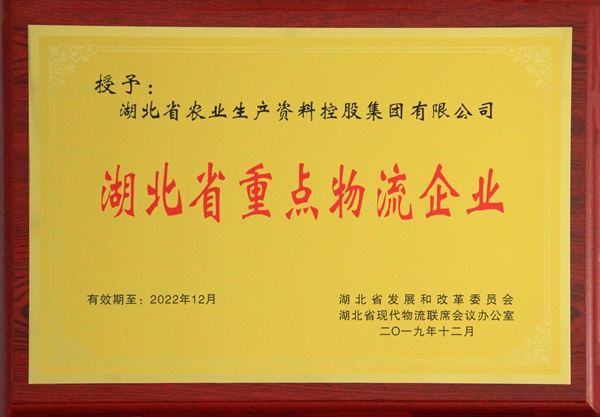 授予：
湖北省农业生产资料控股集团有限公司
湖北省重点物流企业
有效期至：2022年12月
湖北省发展和改革委员会
湖北省现代物流联席会议办公室
二〇一九年十二月